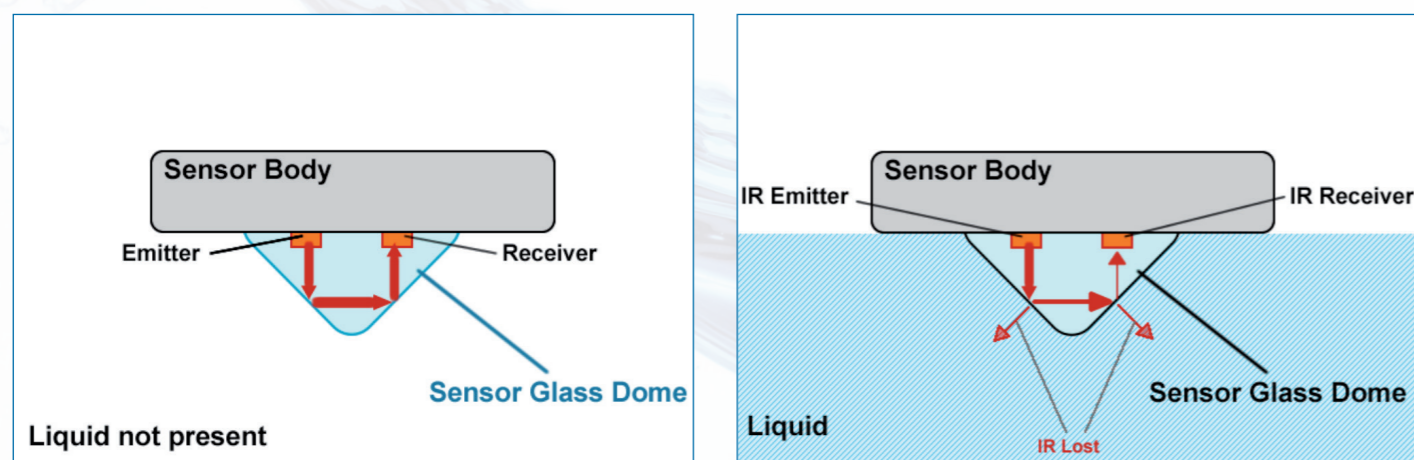 Sensor Body
Emitter
Receiver
Sensor Glass Dome
Liquid not present
Sensor Body
IR Emitter
IR Receiver
Sensor Glass Dome
Liquid
IR Lost